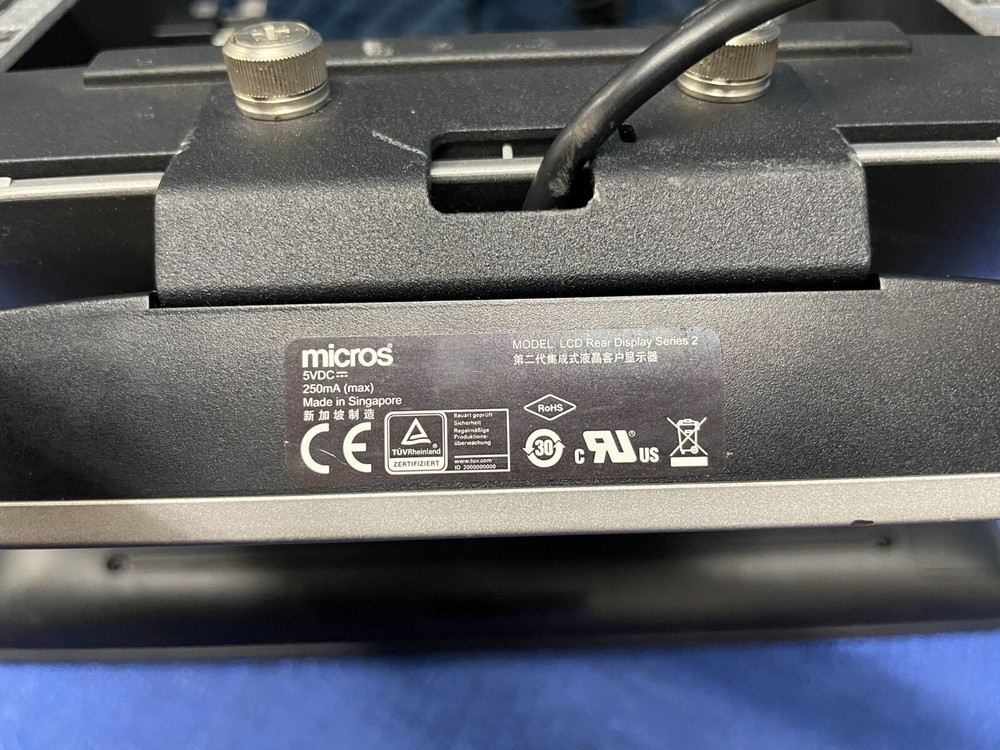 micros®
5VDC⎓
250mA (max)
Made in Singapore
新加坡制造
MODEL: LCD Rear Display Series 2
第二代集成式液晶客户显示器
CE
TÜVRheinland®
ZERTIFIZIERT
Bauart geprüft
Sicherheit
Regelmäßige
Produktions-
überwachung
www.tuv.com
ID 2000000000
RoHS
30
c RU® US